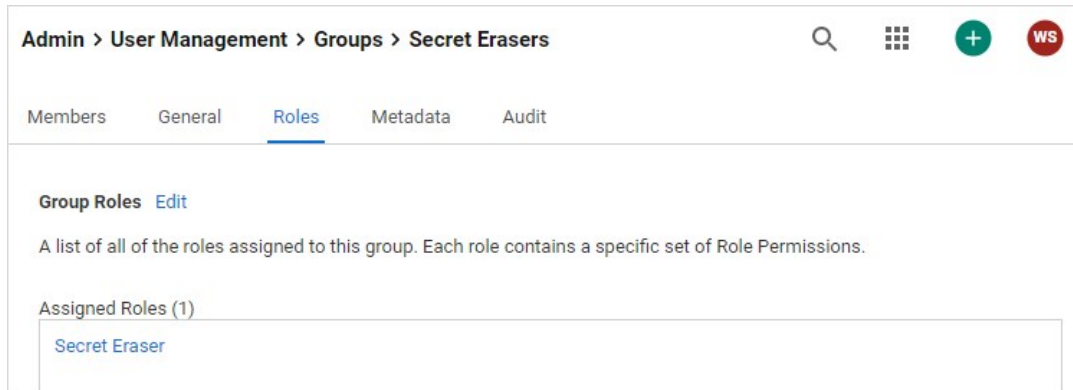 Admin > User Management > Groups > Secret Erasers
+
WS
Members General Roles Metadata Audit
Group Roles Edit
A list of all of the roles assigned to this group. Each role contains a specific set of Role Permissions.
Assigned Roles (1)
Secret Eraser